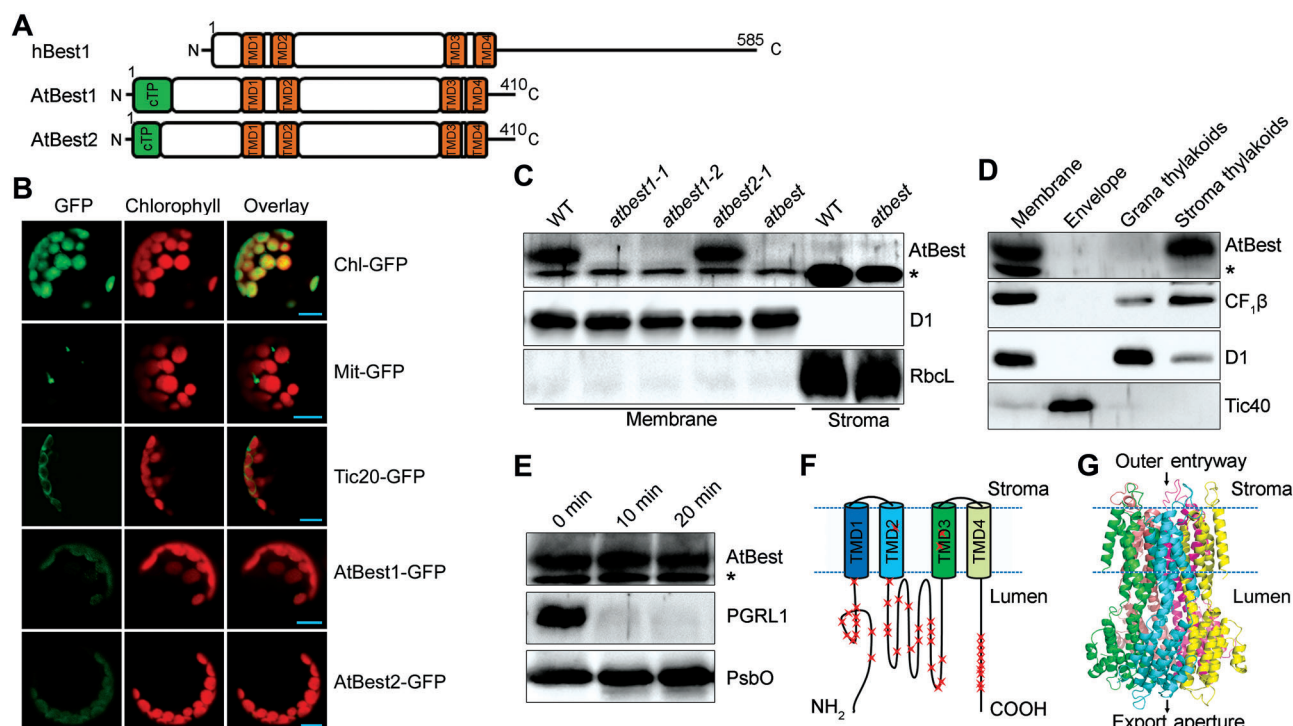 A
hBest1
1
N
TMD1
TMD2
TMD3
TMD4
585
C
AtBest1
1
N
cTP
TMD1
TMD2
TMD3
TMD4
410
C
AtBest2
1
N
cTP
TMD1
TMD2
TMD3
TMD4
410
C
B
GFP Chlorophyll Overlay
Chl-GFP
Mit-GFP
Tic20-GFP
AtBest1-GFP
AtBest2-GFP
C
WT
atbest1-1
atbest1-2
atbest2-1
atbest
WT
atbest
AtBest
*
D1
RbcL
Membrane Stroma
D
Membrane
Envelope
Grana thylakoids
Stroma thylakoids
AtBest
*
CF₁β
D1
Tic40
E
0 min
10 min
20 min
AtBest
*
PGRL1
PsbO
F
Stroma
TMD1
TMD2
TMD3
TMD4
Lumen
NH₂
COOH
G
Outer entryway
Stroma
Lumen
Export aperture